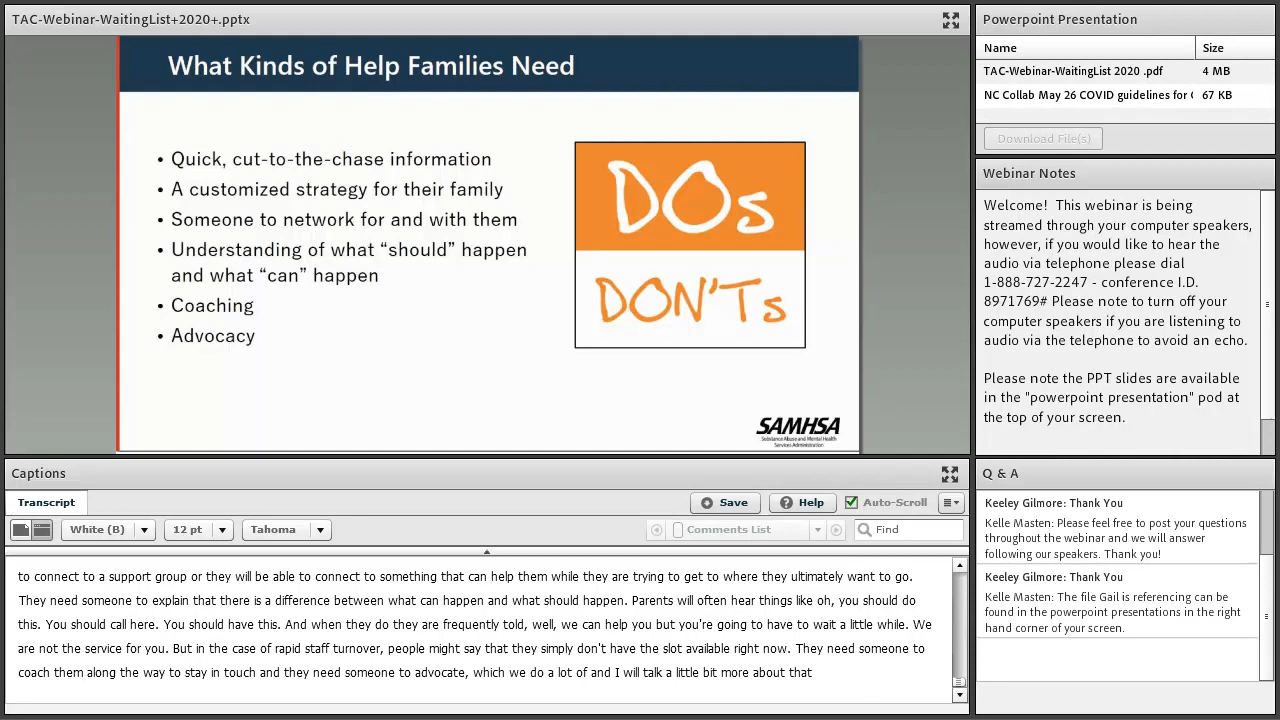 TAC-Webinar-WaitingList+2020+.pptx
What Kinds of Help Families Need
• Quick, cut-to-the-chase information
• A customized strategy for their family
• Someone to network for and with them
• Understanding of what “should” happen
and what “can” happen
• Coaching
• Advocacy
DOs
DON'Ts
SAMHSA
Substance Abuse and Mental Health
Services Administration
Powerpoint Presentation
Name Size
TAC-Webinar-WaitingList 2020 .pdf 4 MB
NC Collab May 26 COVID guidelines for 67 KB
Download File(s)
Webinar Notes
Welcome! This webinar is being
streamed through your computer speakers,
however, if you would like to hear the
audio via telephone please dial
1-888-727-2247 - conference I.D.
8971769# Please note to turn off your
computer speakers if you are listening to
audio via the telephone to avoid an echo.
Please note the PPT slides are available
in the "powerpoint presentation" pod at
the top of your screen.
Captions
Transcript
Save Help Auto-Scroll
White (B) 12 pt Tahoma Comments List Find
to connect to a support group or they will be able to connect to something that can help them while they are trying to get to where they ultimately want to go.
They need someone to explain that there is a difference between what can happen and what should happen. Parents will often hear things like oh, you should do
this. You should call here. You should have this. And when they do they are frequently told, well, we can help you but you're going to have to wait a little while. We
are not the service for you. But in the case of rapid staff turnover, people might say that they simply don't have the slot available right now. They need someone to
coach them along the way to stay in touch and they need someone to advocate, which we do a lot of and I will talk a little bit more about that
Q & A
Keeley Gilmore: Thank You
Kelle Masten: Please feel free to post your questions
throughout the webinar and we will answer
following our speakers. Thank you!
Keeley Gilmore: Thank You
Kelle Masten: The file Gail is referencing can be
found in the powerpoint presentations in the right
hand corner of your screen.